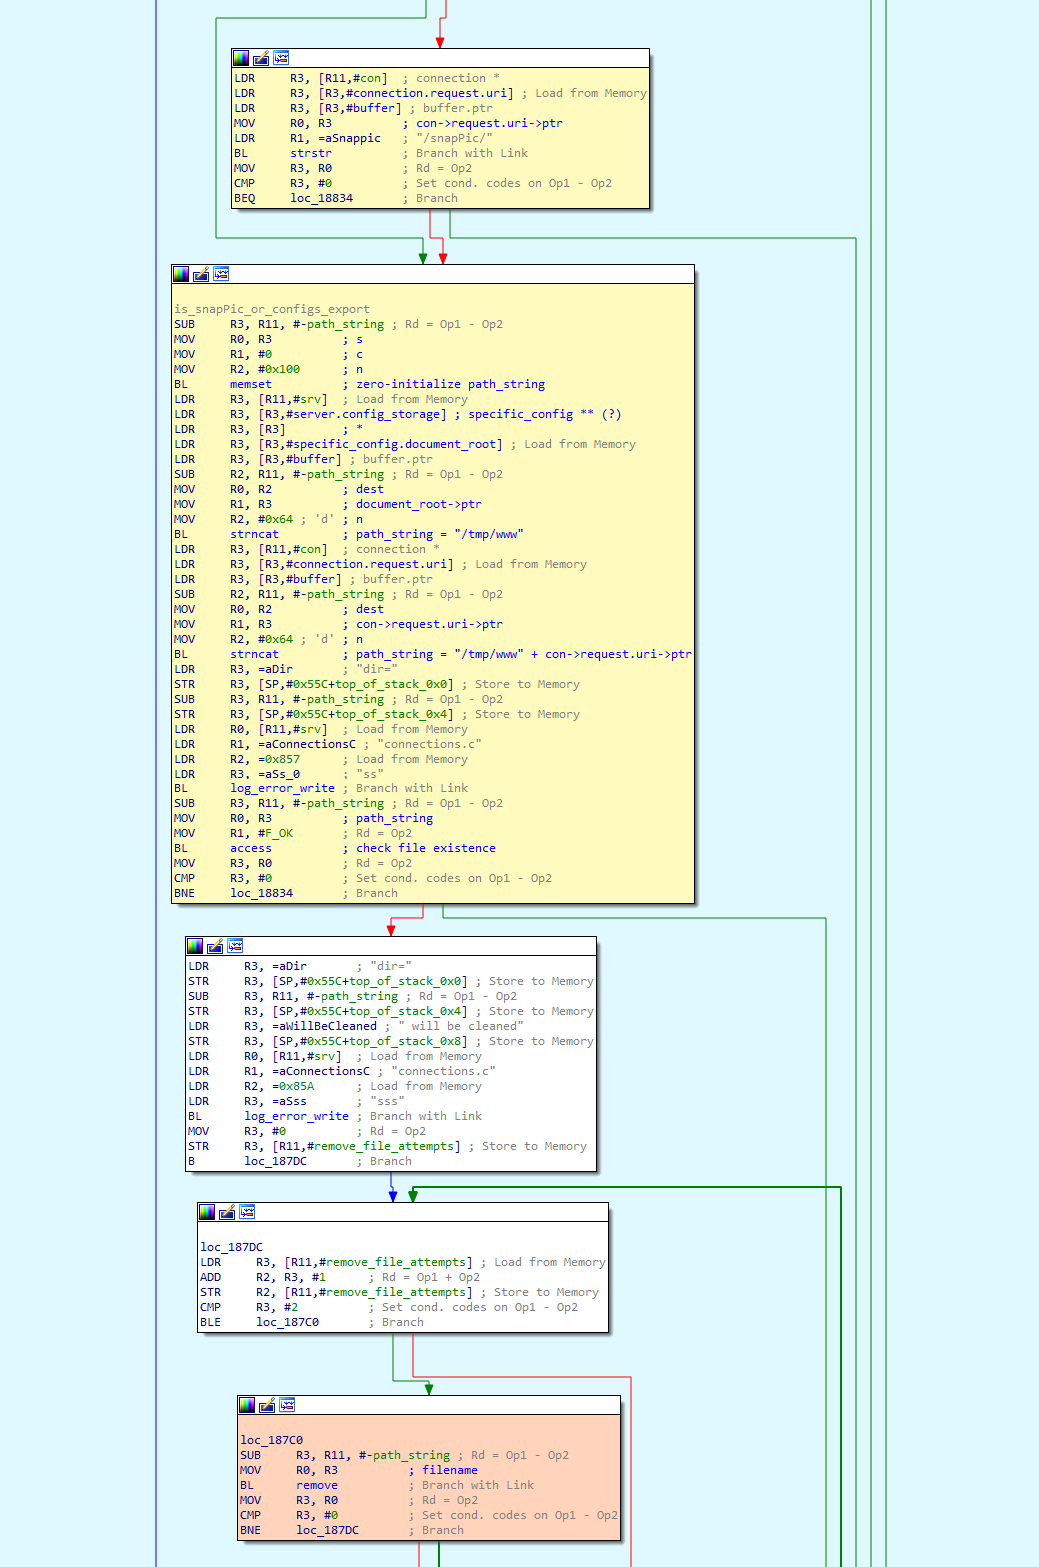 LDR R3, [R11,#con] ; connection *
LDR R3, [R3,#connection.request.uri] ; Load from Memory
LDR R3, [R3,#buffer] ; buffer.ptr
MOV R0, R3 ; con->request.uri->ptr
LDR R1, =aSnappic ; "/snapPic/"
BL strstr ; Branch with Link
MOV R3, R0 ; Rd = Op2
CMP R3, #0 ; Set cond. codes on Op1 - Op2
BEQ loc_18834 ; Branch
is_snapPic_or_configs_export
SUB R3, R11, #-path_string ; Rd = Op1 - Op2
MOV R0, R3 ; s
MOV R1, #0 ; c
MOV R2, #0x100 ; n
BL memset ; zero-initialize path_string
LDR R3, [R11,#srv] ; Load from Memory
LDR R3, [R3,#server.config_storage] ; specific_config ** (?)
LDR R3, [R3] ; *
LDR R3, [R3,#specific_config.document_root] ; Load from Memory
LDR R3, [R3,#buffer] ; buffer.ptr
SUB R2, R11, #-path_string ; Rd = Op1 - Op2
MOV R0, R2 ; dest
MOV R1, R3 ; document_root->ptr
MOV R2, #0x64 ; 'd' ; n
BL strncat ; path_string = "/tmp/www"
LDR R3, [R11,#con] ; connection *
LDR R3, [R3,#connection.request.uri] ; Load from Memory
LDR R3, [R3,#buffer] ; buffer.ptr
SUB R2, R11, #-path_string ; Rd = Op1 - Op2
MOV R0, R2 ; dest
MOV R1, R3 ; con->request.uri->ptr
MOV R2, #0x64 ; 'd' ; n
BL strncat ; path_string = "/tmp/www" + con->request.uri->ptr
LDR R3, =aDir ; "dir="
STR R3, [SP,#0x55C+top_of_stack_0x0] ; Store to Memory
SUB R3, R11, #-path_string ; Rd = Op1 - Op2
STR R3, [SP,#0x55C+top_of_stack_0x4] ; Store to Memory
LDR R0, [R11,#srv] ; Load from Memory
LDR R1, =aConnectionsC ; "connections.c"
LDR R2, =0x857 ; Load from Memory
LDR R3, =aSs_0 ; "ss"
BL log_error_write ; Branch with Link
SUB R3, R11, #-path_string ; Rd = Op1 - Op2
MOV R0, R3 ; path_string
MOV R1, #F_OK ; Rd = Op2
BL access ; check file existence
MOV R3, R0 ; Rd = Op2
CMP R3, #0 ; Set cond. codes on Op1 - Op2
BNE loc_18834 ; Branch
LDR R3, =aDir ; "dir="
STR R3, [SP,#0x55C+top_of_stack_0x0] ; Store to Memory
SUB R3, R11, #-path_string ; Rd = Op1 - Op2
STR R3, [SP,#0x55C+top_of_stack_0x4] ; Store to Memory
LDR R3, =aWillBeCleaned ; " will be cleaned"
STR R3, [SP,#0x55C+top_of_stack_0x8] ; Store to Memory
LDR R0, [R11,#srv] ; Load from Memory
LDR R1, =aConnectionsC ; "connections.c"
LDR R2, =0x85A ; Load from Memory
LDR R3, =aSss ; "sss"
BL log_error_write ; Branch with Link
MOV R3, #0 ; Rd = Op2
STR R3, [R11,#remove_file_attempts] ; Store to Memory
B loc_187DC ; Branch
loc_187DC
LDR R3, [R11,#remove_file_attempts] ; Load from Memory
ADD R2, R3, #1 ; Rd = Op1 + Op2
STR R2, [R11,#remove_file_attempts] ; Store to Memory
CMP R3, #2 ; Set cond. codes on Op1 - Op2
BLE loc_187C0 ; Branch
loc_187C0
SUB R3, R11, #-path_string ; Rd = Op1 - Op2
MOV R0, R3 ; filename
BL remove ; Branch with Link
MOV R3, R0 ; Rd = Op2
CMP R3, #0 ; Set cond. codes on Op1 - Op2
BNE loc_187DC ; Branch